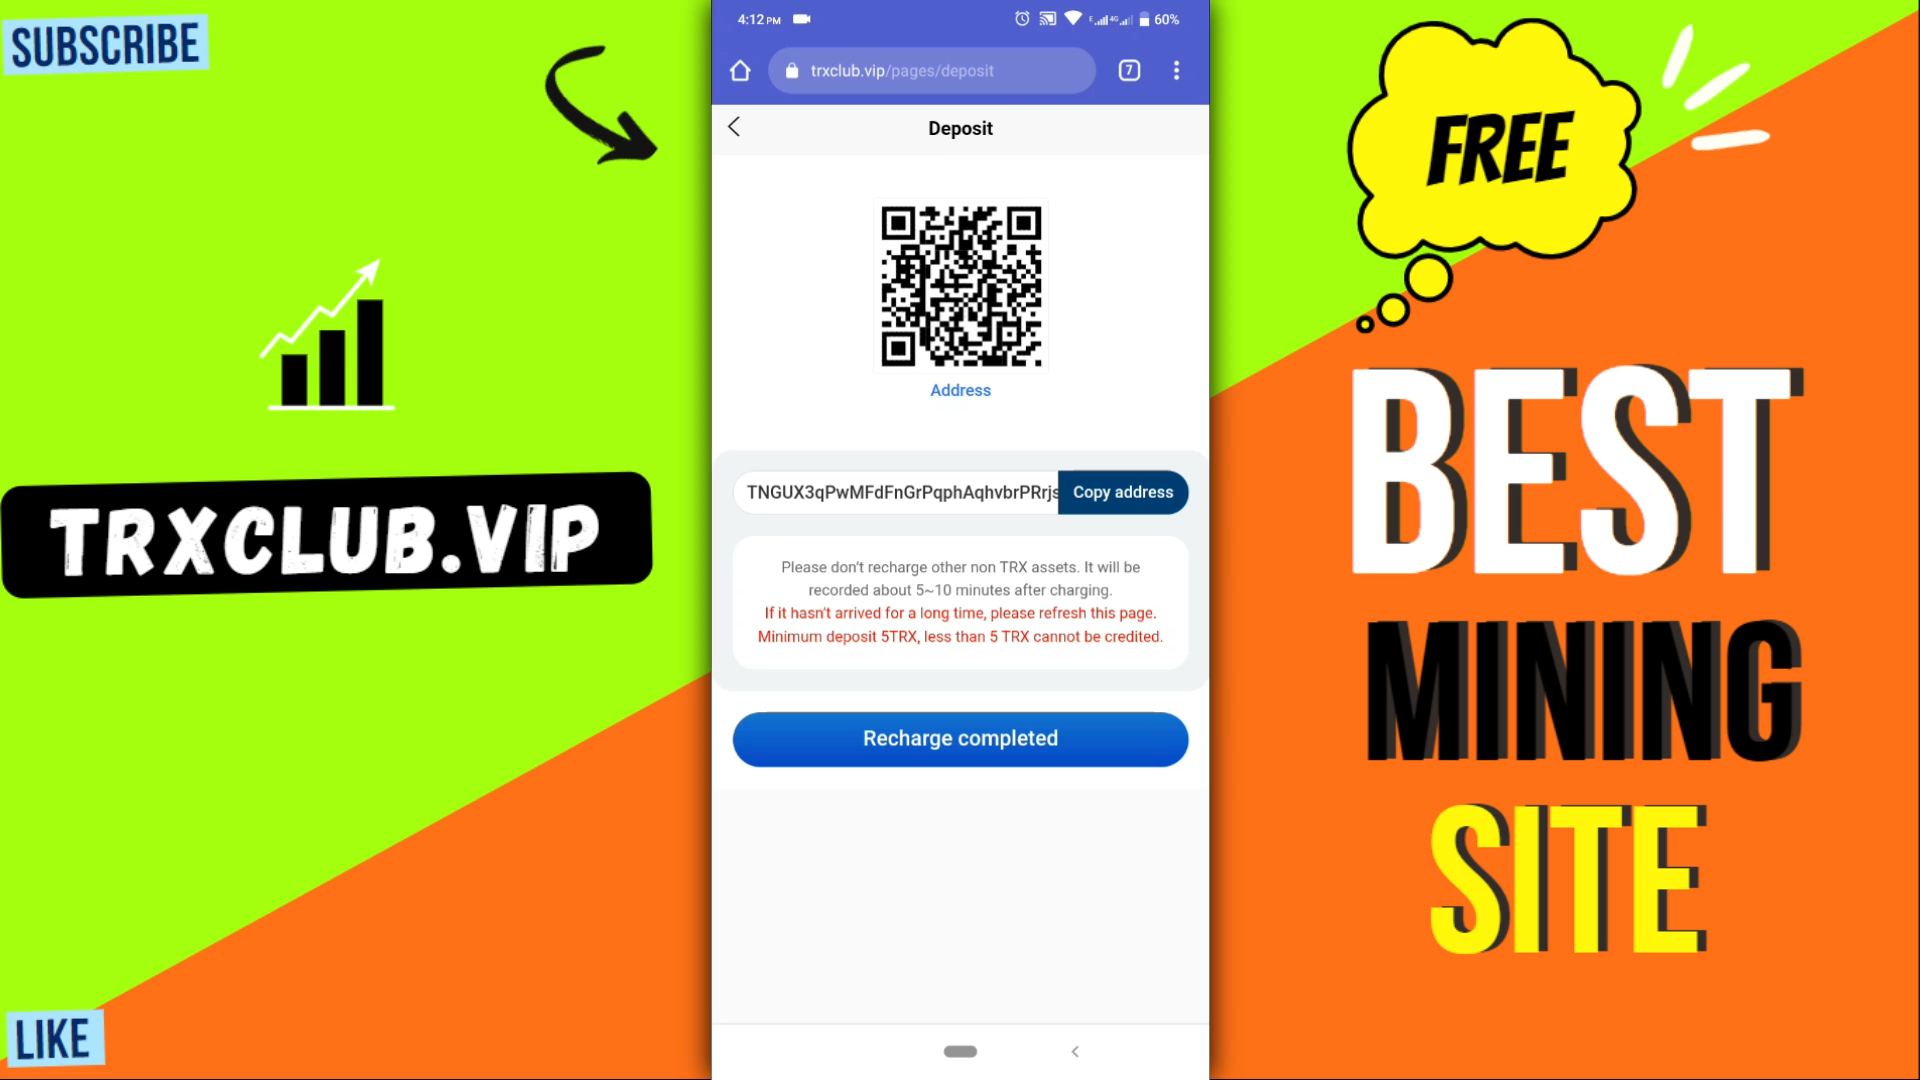 SUBSCRIBE
TRXCLUB.VIP
LIKE
4:12 PM
60%
trxclub.vip/pages/deposit
7
Deposit
Address
TNGUX3qPwMFdFnGrPqphAqhvbrPRrjs
Copy address
Please don't recharge other non TRX assets. It will be
recorded about 5~10 minutes after charging.
If it hasn't arrived for a long time, please refresh this page.
Minimum deposit 5TRX, less than 5 TRX cannot be credited.
Recharge completed
FREE
BEST
MINING
SITE